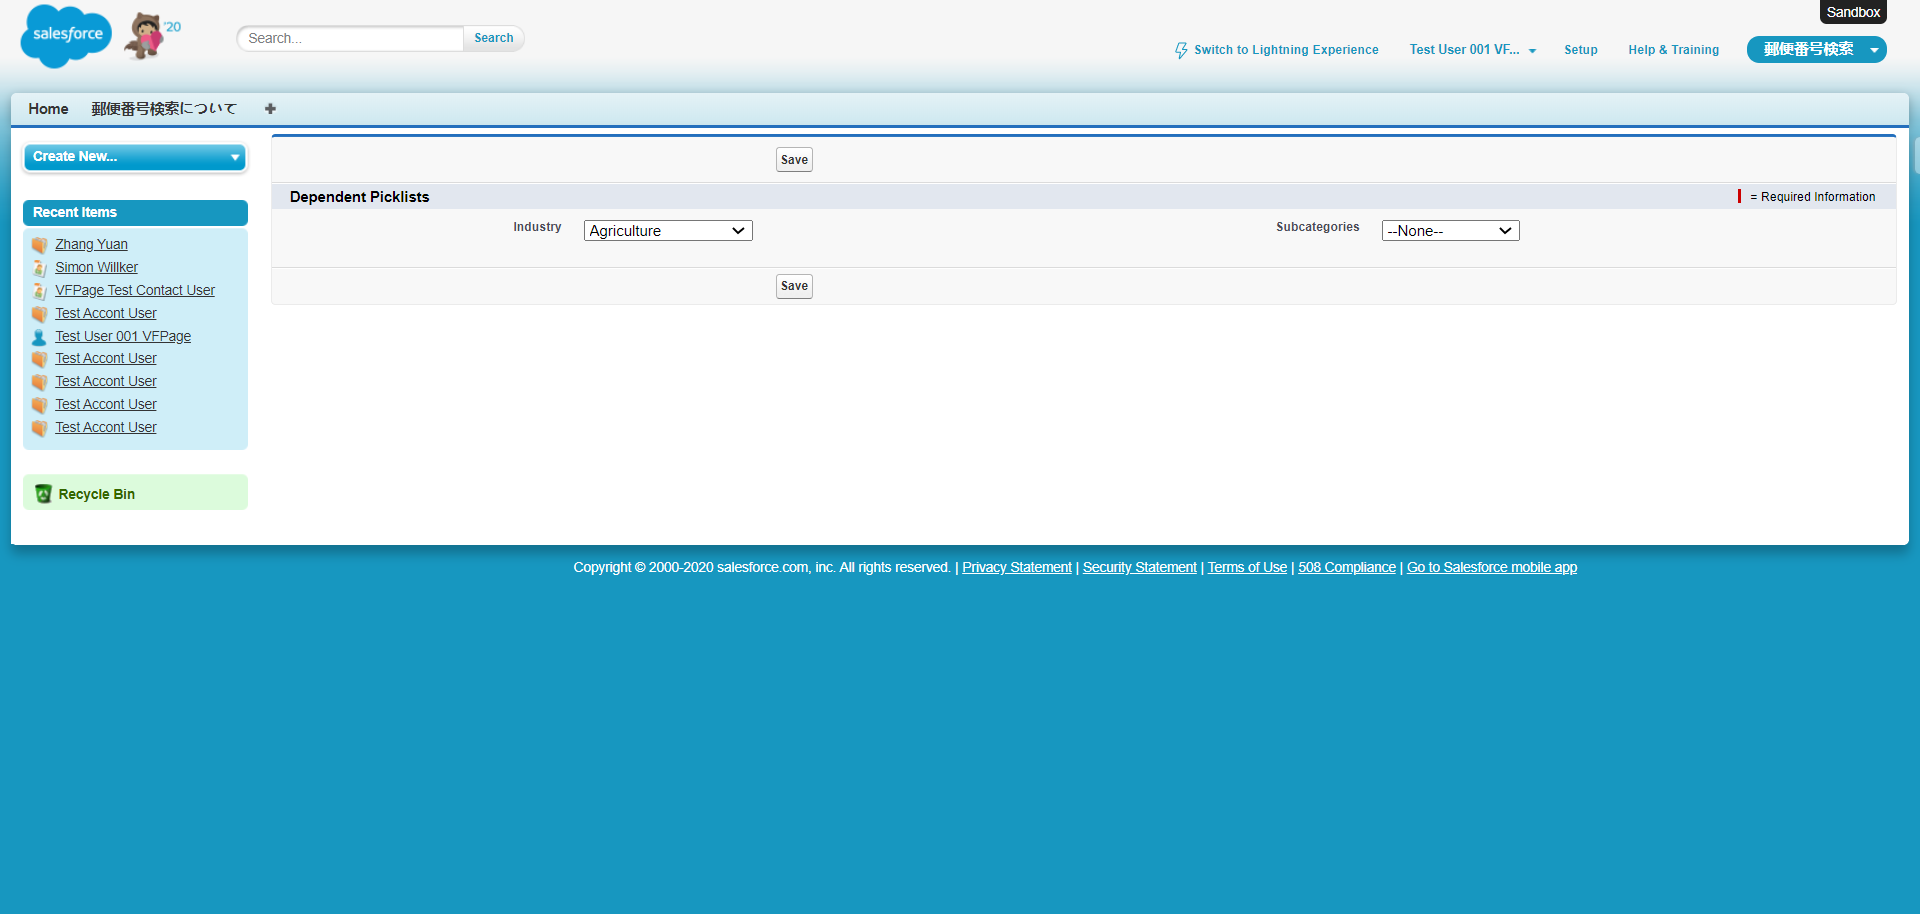 Sandbox
salesforce
'20
Search...
Search
Switch to Lightning Experience
Test User 001 VF...
Setup
Help & Training
郵便番号検索
Home
郵便番号検索について
Create New...
Save
Dependent Picklists
= Required Information
Industry
Agriculture
Subcategories
--None--
Save
Recent Items
Zhang Yuan
Simon Willker
VFPage Test Contact User
Test Accont User
Test User 001 VFPage
Test Accont User
Test Accont User
Test Accont User
Test Accont User
Recycle Bin
Copyright © 2000-2020 salesforce.com, inc. All rights reserved. | Privacy Statement | Security Statement | Terms of Use | 508 Compliance | Go to Salesforce mobile app